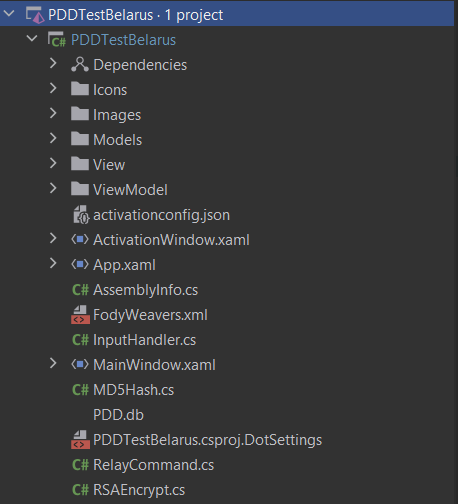 PDDTestBelarus · 1 project
C# PDDTestBelarus
Dependencies
Icons
Images
Models
View
ViewModel
activationconfig.json
ActivationWindow.xaml
App.xaml
C# AssemblyInfo.cs
FodyWeavers.xml
C# InputHandler.cs
MainWindow.xaml
C# MD5Hash.cs
PDD.db
PDDTestBelarus.csproj.DotSettings
C# RelayCommand.cs
C# RSAEncrypt.cs